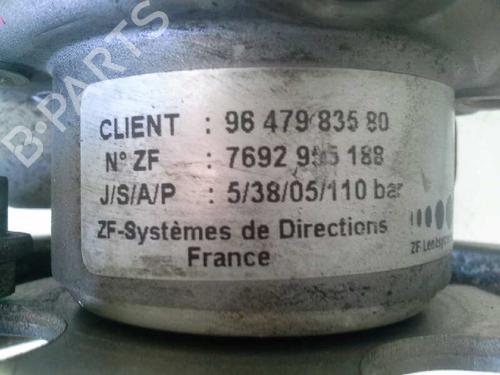 B·PARTS
CLIENT : 96 479 835 80
N° ZF : 7692 995 188
J/S/A/P : 5/38/05/110 bar
ZF-Systèmes de Directions
France